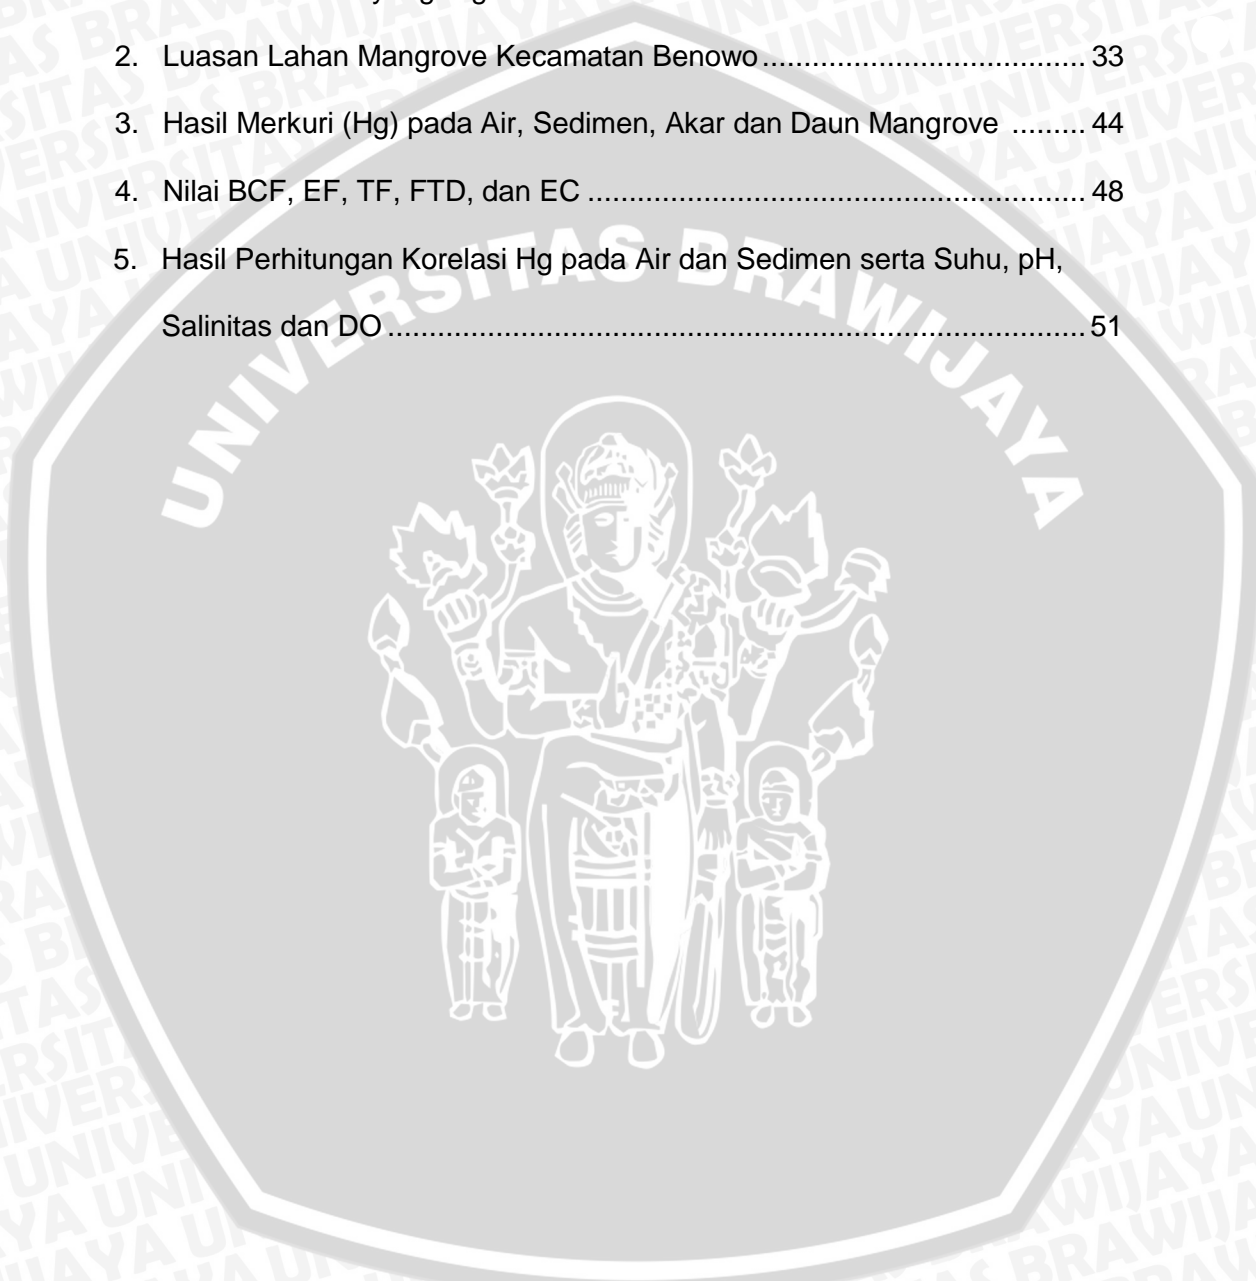 2. Luasan Lahan Mangrove Kecamatan Benowo ....................................... 33
3. Hasil Merkuri (Hg) pada Air, Sedimen, Akar dan Daun Mangrove ......... 44
4. Nilai BCF, EF, TF, FTD, dan EC ............................................................. 48
5. Hasil Perhitungan Korelasi Hg pada Air dan Sedimen serta Suhu, pH,
Salinitas dan DO ..................................................................................... 51
UNIVERSITAS BRAWIJAYA